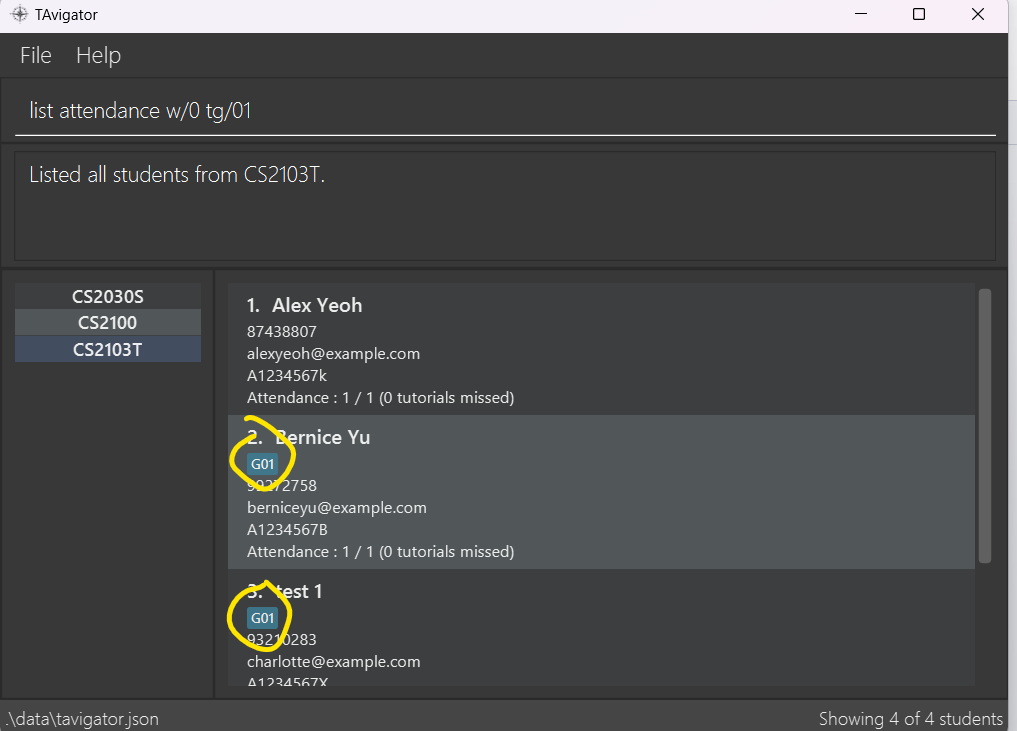 TAvigator
File Help
list attendance w/0 tg/01
Listed all students from CS2103T.
CS2030S
CS2100
CS2103T
1. Alex Yeoh
87438807
alexyeoh@example.com
A1234567k
Attendance : 1 / 1 (0 tutorials missed)
2. Bernice Yu
G01
99272758
berniceyu@example.com
A1234567B
Attendance : 1 / 1 (0 tutorials missed)
3. test 1
G01
93210283
charlotte@example.com
A1234567X
.\data\tavigator.json
Showing 4 of 4 students